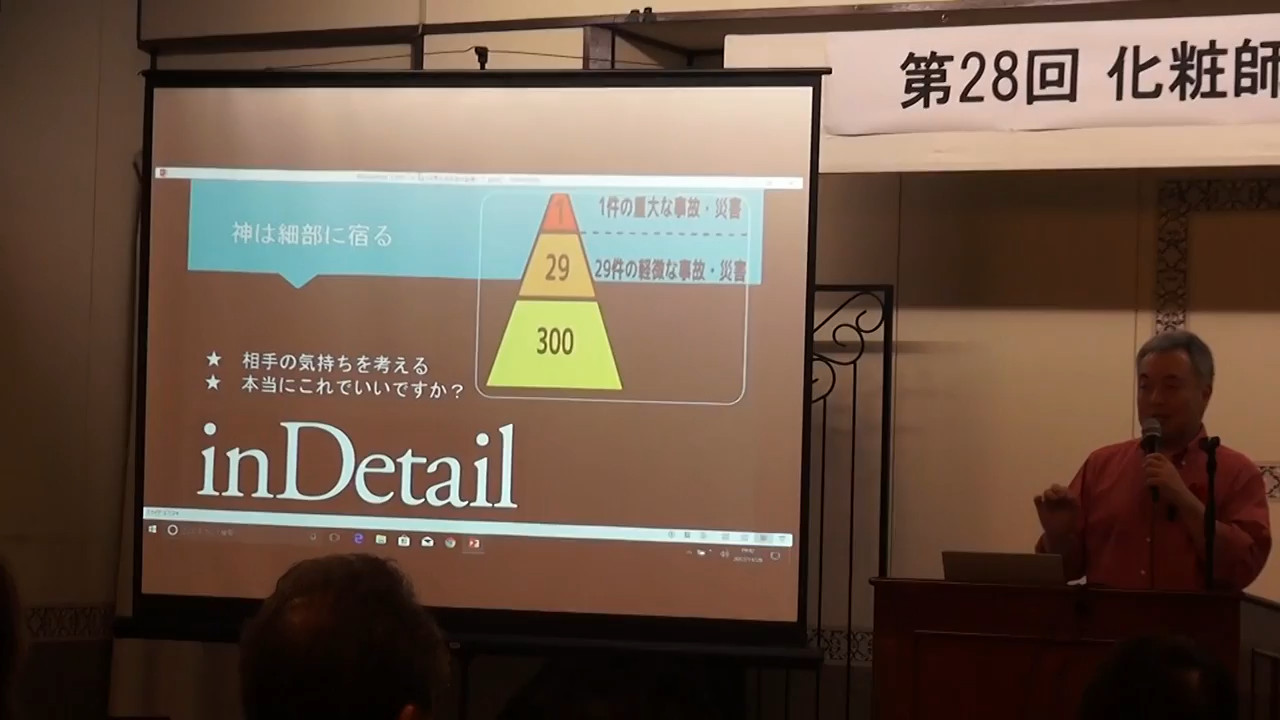 第28回 化粧師
神は細部に宿る
1
1件の重大な事故・災害
29
29件の軽微な事故・災害
300
★ 相手の気持ちを考える
★ 本当にこれでいいですか？
inDetail